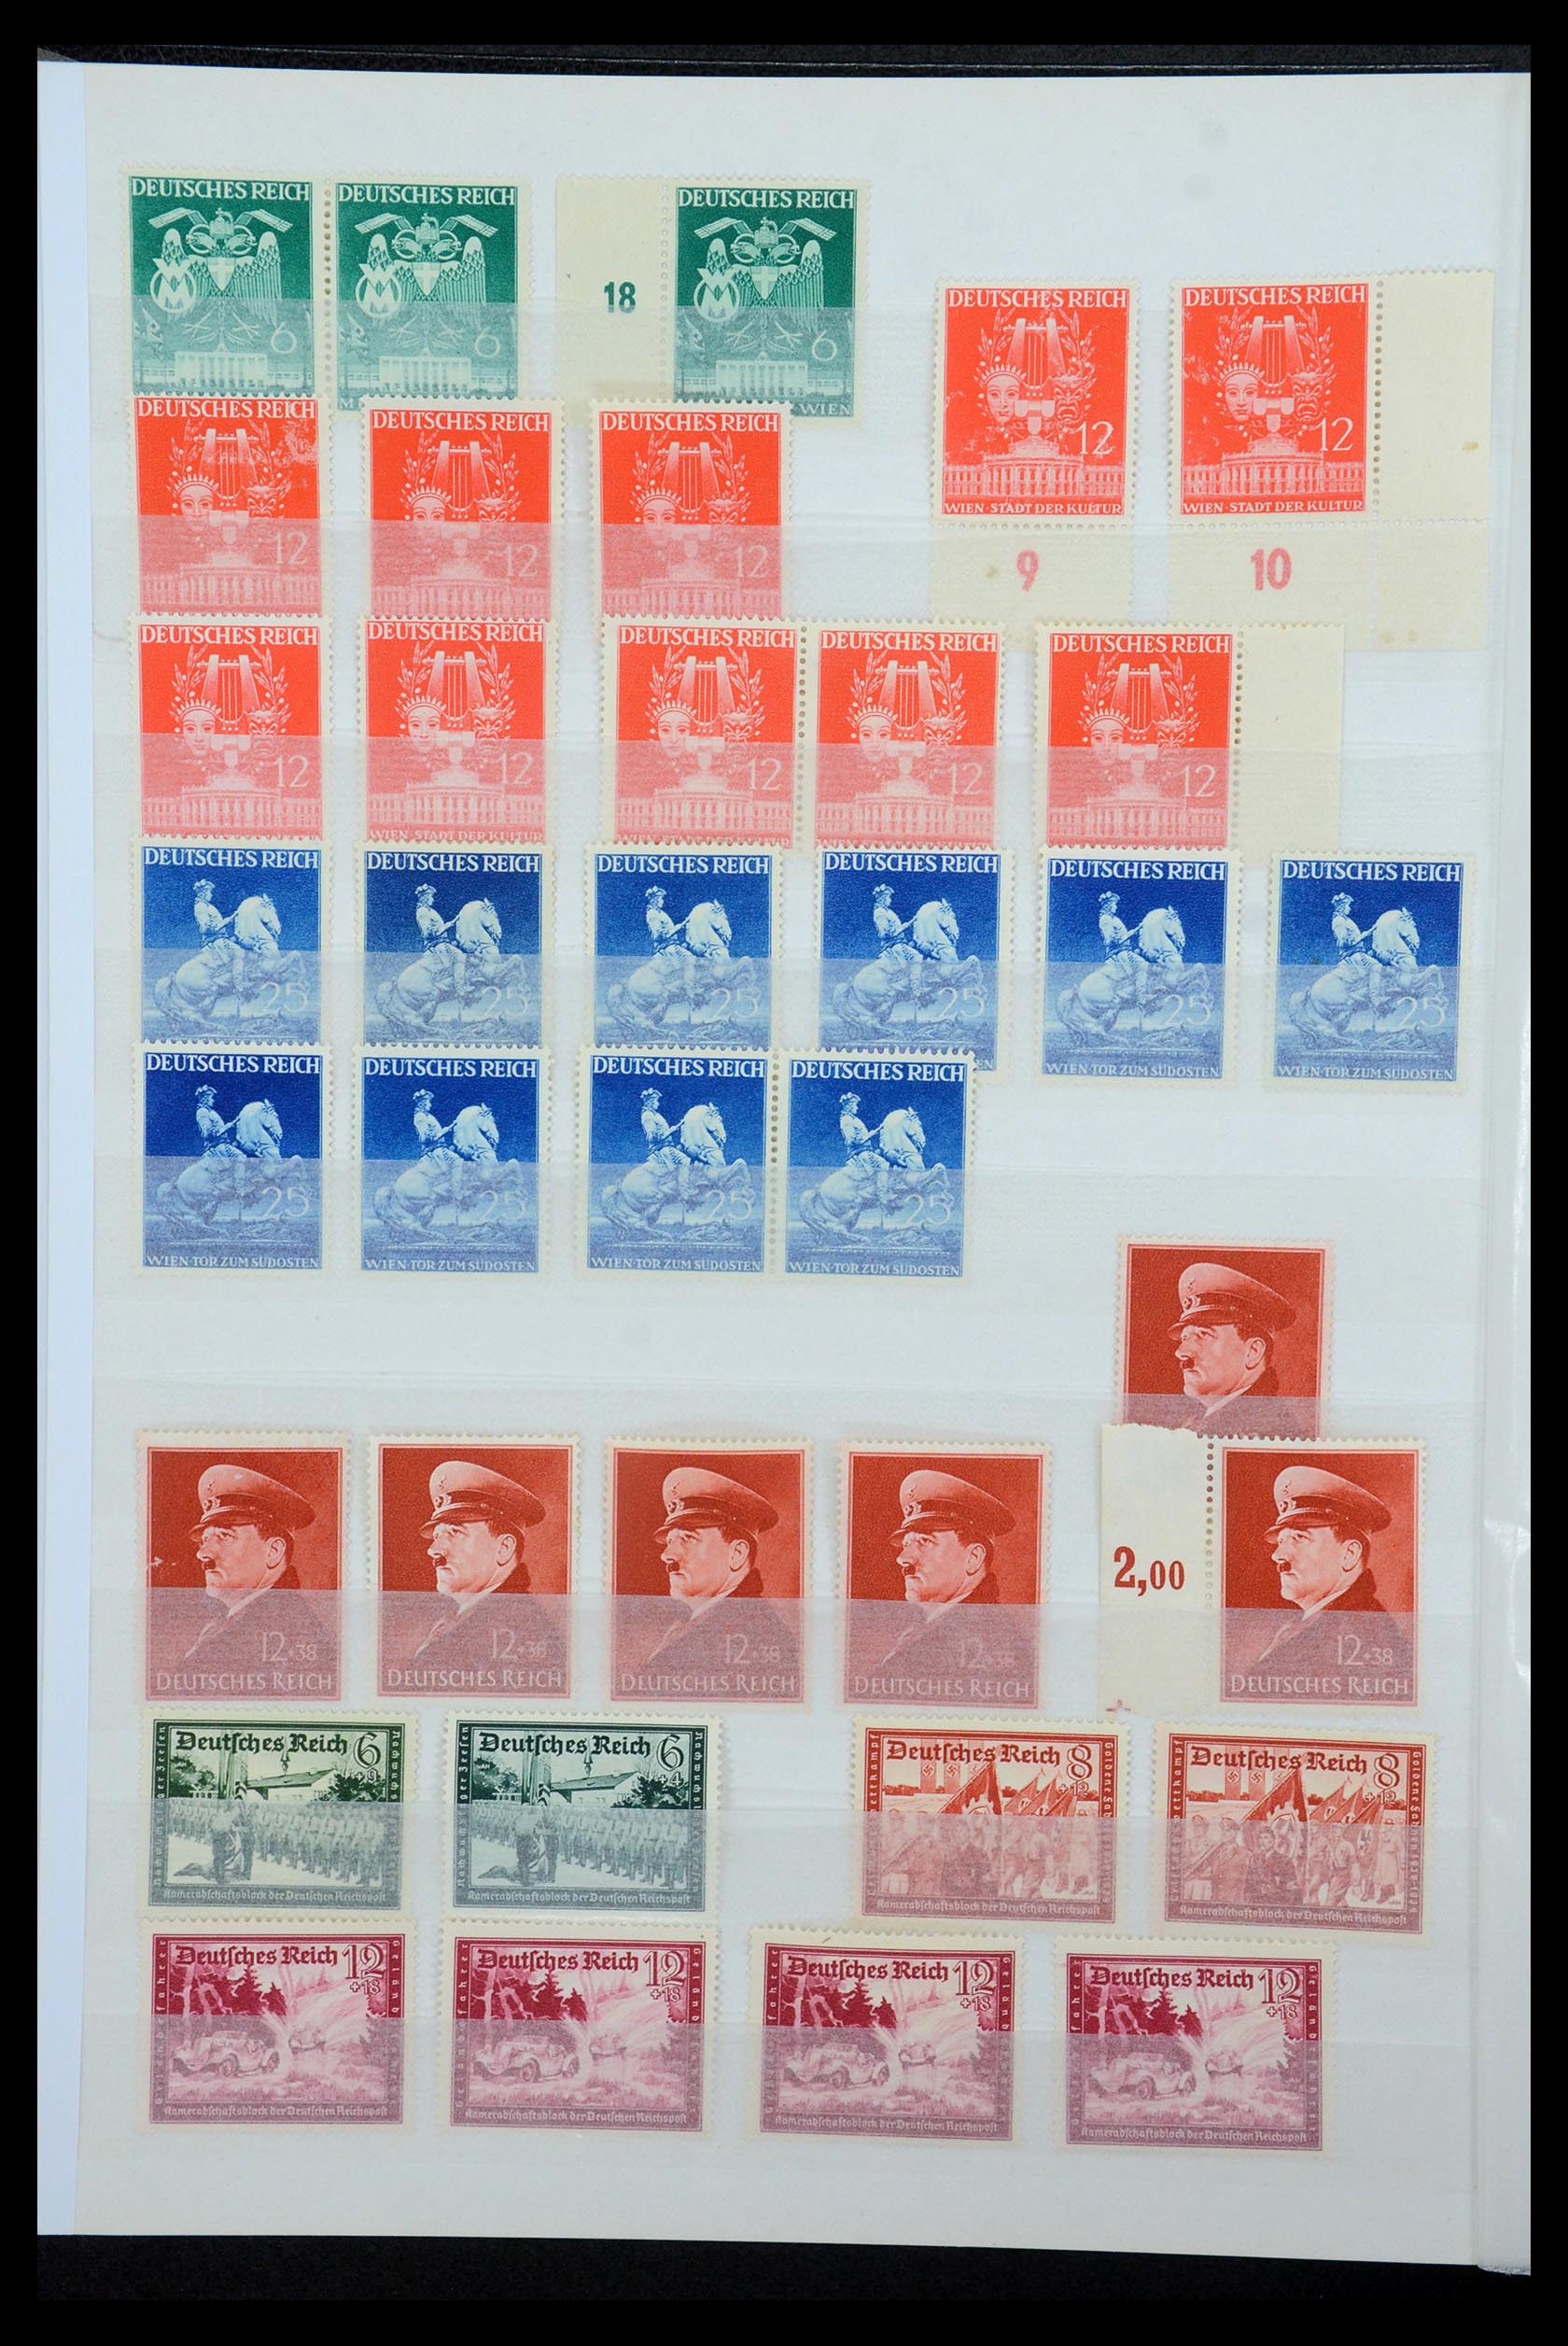 DEUTSCHES REICH
6
DEUTSCHES REICH
6
M
18
DEUTSCHES REICH
6
WIEN
DEUTSCHES REICH
12
WIEN·STADT DER KULTUR
9
DEUTSCHES REICH
12
WIEN·STADT DER KULTUR
10
DEUTSCHES REICH
12
DEUTSCHES REICH
12
DEUTSCHES REICH
12
DEUTSCHES REICH
12
DEUTSCHES REICH
12
WIEN·STADT DER KULTUR
DEUTSCHES REICH
12
DEUTSCHES REICH
12
DEUTSCHES REICH
12
DEUTSCHES REICH
25
DEUTSCHES REICH
25
DEUTSCHES REICH
25
DEUTSCHES REICH
25
EN
DEUTSCHES REICH
25
WIEN·TOR ZUM SÜDOSTEN
DEUTSCHES REICH
25
WIEN·TOR ZUM SÜDOSTEN
DEUTSCHES REICH
25
WIEN·TOR ZUM SÜDOSTEN
DEUTSCHES REICH
25
WIEN·TOR ZUM SÜDOSTEN
DEUTSCHES REICH
25
WIEN·TOR ZUM SÜDOSTEN
DEUTSCHES REICH
25
WIEN·TOR ZUM SÜDOSTEN
12+38
DEUTSCHES REICH
12+38
DEUTSCHES REICH
12+38
DEUTSCHES REICH
12+38
DEUTSCHES REICH
2,00
12+38
DEUTSCHES REICH
Deutsches Reich 6
+9
Kameradschaftsblock der Deutschen Reichspost
Deutsches Reich 6
+4
Kameradschaftsblock der Deutschen Reichspost
Deutsches Reich 8
+12
Kameradschaftsblock der Deutschen Reichspost
Deutsches Reich 8
+12
Kameradschaftsblock der Deutschen Reichspost
Deutsches Reich 12
+18
Kameradschaftsblock der Deutschen Reichspost
Deutsches Reich 12
+18
Kameradschaftsblock der Deutschen Reichspost
Deutsches Reich 12
+18
Kameradschaftsblock der Deutschen Reichspost
Deutsches Reich 12
+18
Kameradschaftsblock der Deutschen Reichspost